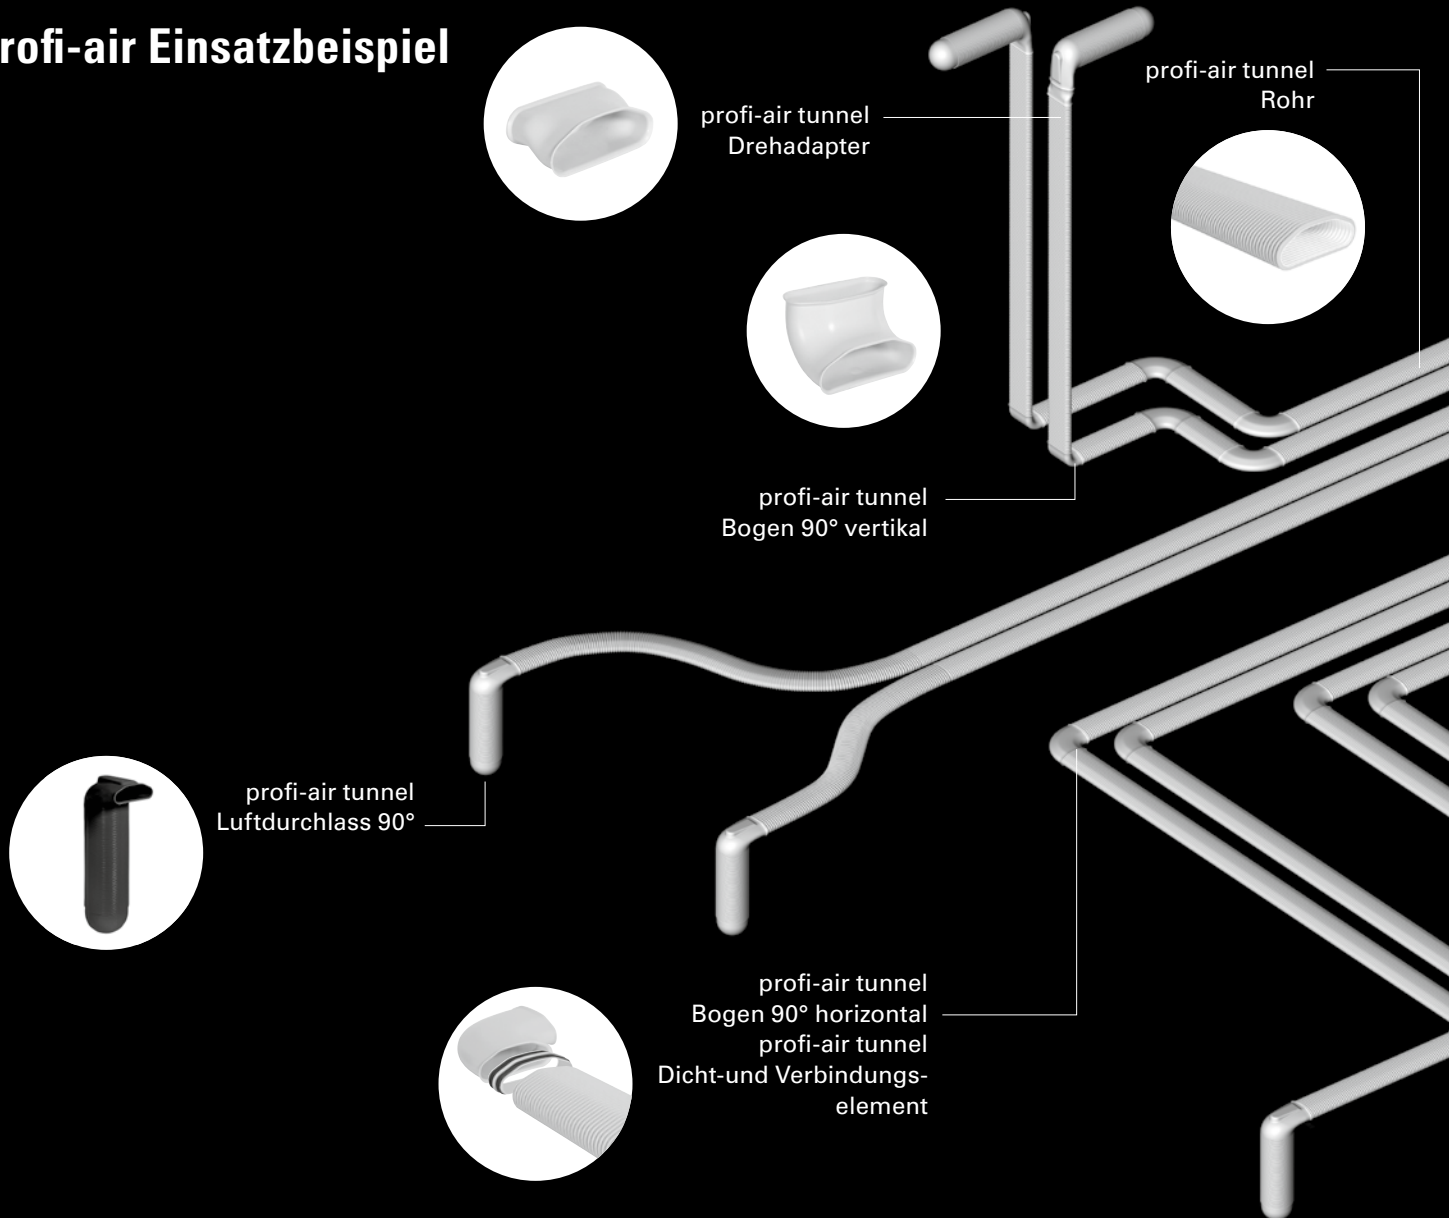 rofi-air Einsatzbeispiel
profi-air tunnel
Rohr
profi-air tunnel
Drehadapter
profi-air tunnel
Bogen 90° vertikal
profi-air tunnel
Luftdurchlass 90°
profi-air tunnel
Bogen 90° horizontal
profi-air tunnel
Dicht-und Verbindungs-
element